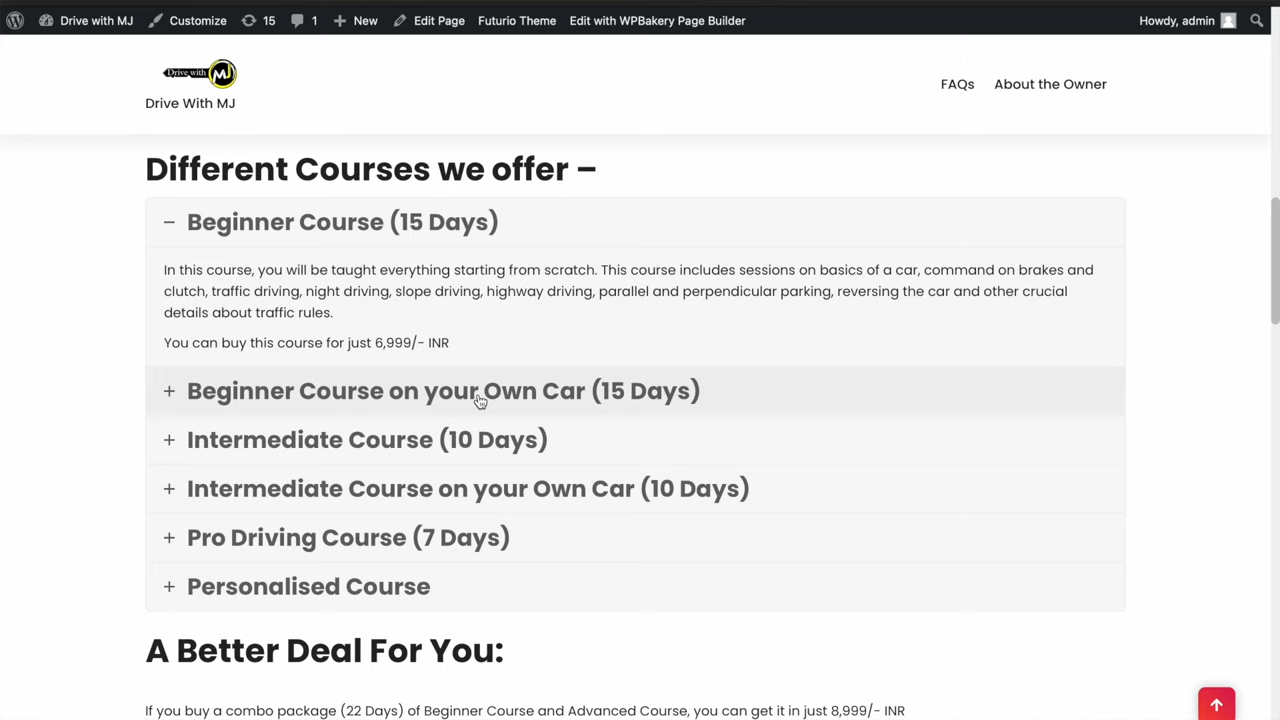 Drive with MJ Customize 15 1 New Edit Page Futurio Theme Edit with WPBakery Page Builder Howdy, admin
Drive with MJ
Drive With MJ
FAQs About the Owner
Different Courses we offer –
− Beginner Course (15 Days)
In this course, you will be taught everything starting from scratch. This course includes sessions on basics of a car, command on brakes and
clutch, traffic driving, night driving, slope driving, highway driving, parallel and perpendicular parking, reversing the car and other crucial
details about traffic rules.
You can buy this course for just 6,999/- INR
+ Beginner Course on your Own Car (15 Days)
+ Intermediate Course (10 Days)
+ Intermediate Course on your Own Car (10 Days)
+ Pro Driving Course (7 Days)
+ Personalised Course
A Better Deal For You:
If you buy a combo package (22 Days) of Beginner Course and Advanced Course, you can get it in just 8,999/- INR